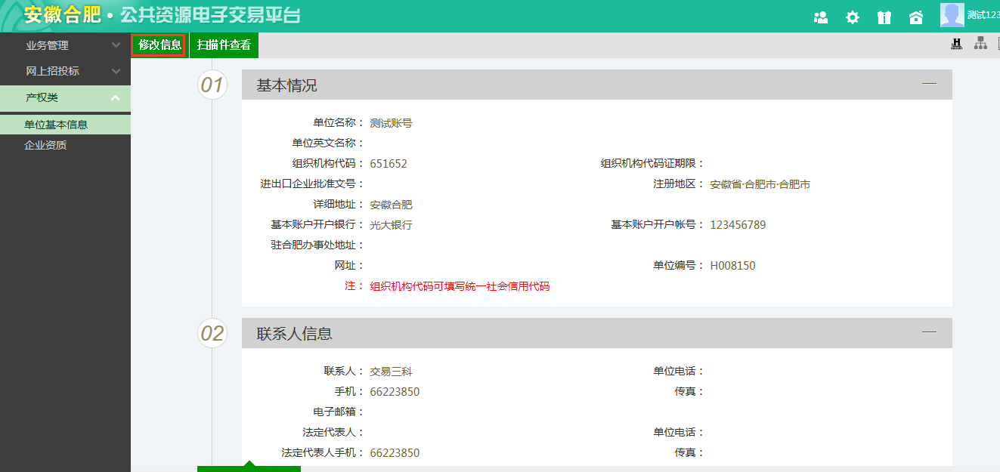 安徽合肥·公共资源电子交易平台
测试123
业务管理
网上招投标
产权类
单位基本信息
企业资质
修改信息
扫描件查看
H
HISTORY
01
基本情况
单位名称： 测试账号
单位英文名称：
组织机构代码： 651652 组织机构代码证期限：
进出口企业批准文号： 注册地区： 安徽省·合肥市·合肥市
详细地址： 安徽合肥
基本账户开户银行： 光大银行 基本账户开户帐号： 123456789
驻合肥办事处地址：
网址： 单位编号： H008150
注： 组织机构代码可填写统一社会信用代码
02
联系人信息
联系人： 交易三科 单位电话：
手机： 66223850 传真：
电子邮箱：
法定代表人： 单位电话：
法定代表人手机： 66223850 传真：